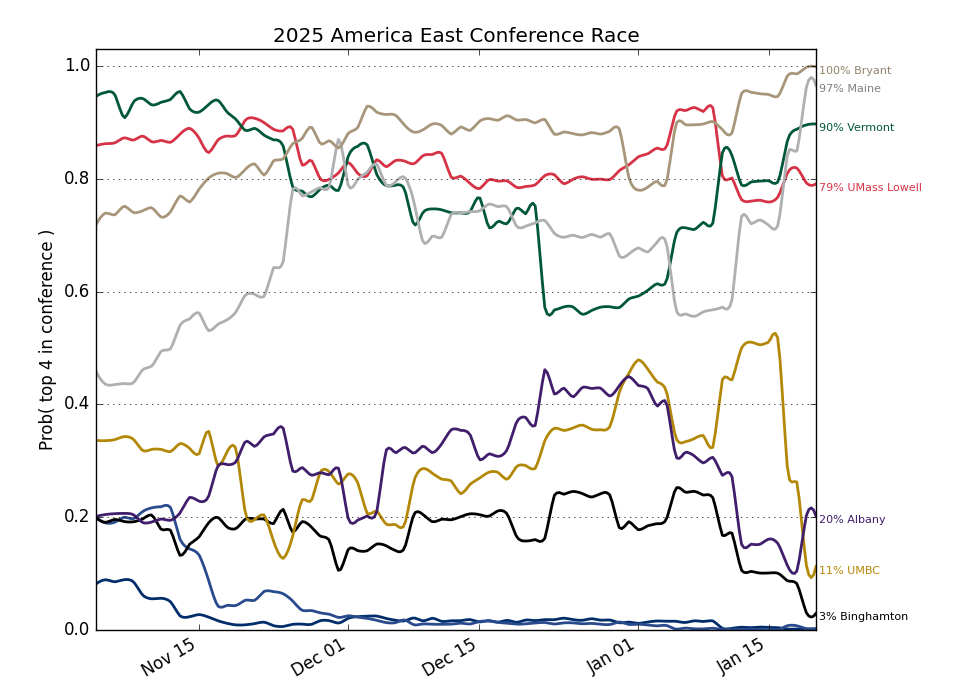 2025 America East Conference Race
Prob( top 4 in conference )
1.0
0.8
0.6
0.4
0.2
0.0
Nov 15
Dec 01
Dec 15
Jan 01
Jan 15
100% Bryant
97% Maine
90% Vermont
79% UMass Lowell
20% Albany
11% UMBC
3% Binghamton